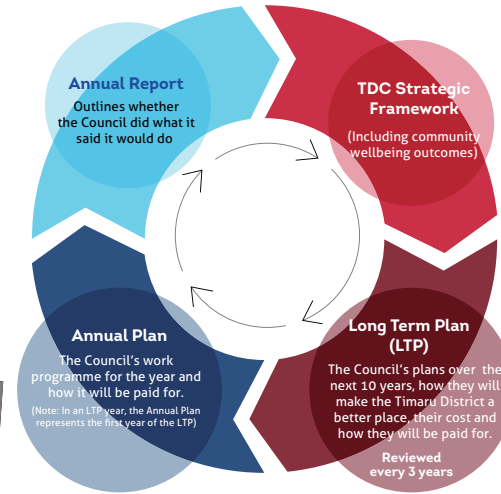 Annual Report
Outlines whether
the Council did what it
said it would do
TDC Strategic
Framework
(Including community
wellbeing outcomes)
Long Term Plan
(LTP)
The Council's plans over the
next 10 years, how they will
make the Timaru District a
better place, their cost and
how they will be paid for.
Reviewed
every 3 years
Annual Plan
The Council's work
programme for the year and
how it will be paid for.
(Note: In an LTP year, the Annual Plan
represents the first year of the LTP)